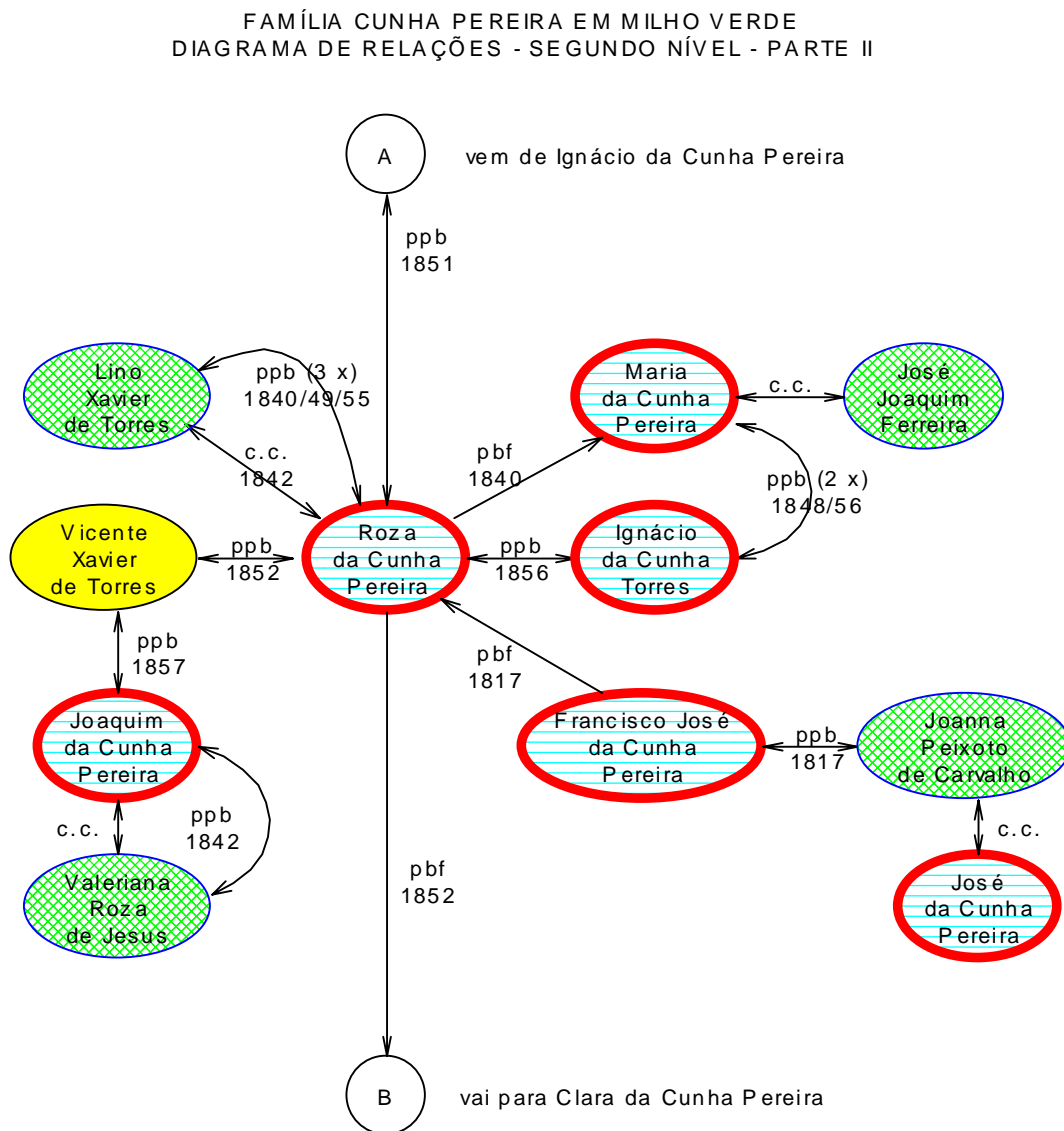 FAMÍLIA CUNHA PEREIRA EM MILHO VERDE
DIAGRAMA DE RELAÇÕES - SEGUNDO NÍVEL - PARTE II
A
vem de Ignácio da Cunha Pereira
ppb
1851
Lino
Xavier
de Torres
ppb (3 x)
1840/49/55
c.c.
1842
Maria
da Cunha
Pereira
c.c.
José
Joaquim
Ferreira
pbf
1840
ppb (2 x)
1848/56
Vicente
Xavier
de Torres
ppb
1852
Roza
da Cunha
Pereira
ppb
1856
Ignácio
da Cunha
Torres
ppb
1857
pbf
1817
Joaquim
da Cunha
Pereira
Francisco José
da Cunha
Pereira
ppb
1817
Joanna
Peixoto
de Carvalho
c.c.
ppb
1842
c.c.
Valeriana
Roza
de Jesus
pbf
1852
José
da Cunha
Pereira
B
vai para Clara da Cunha Pereira